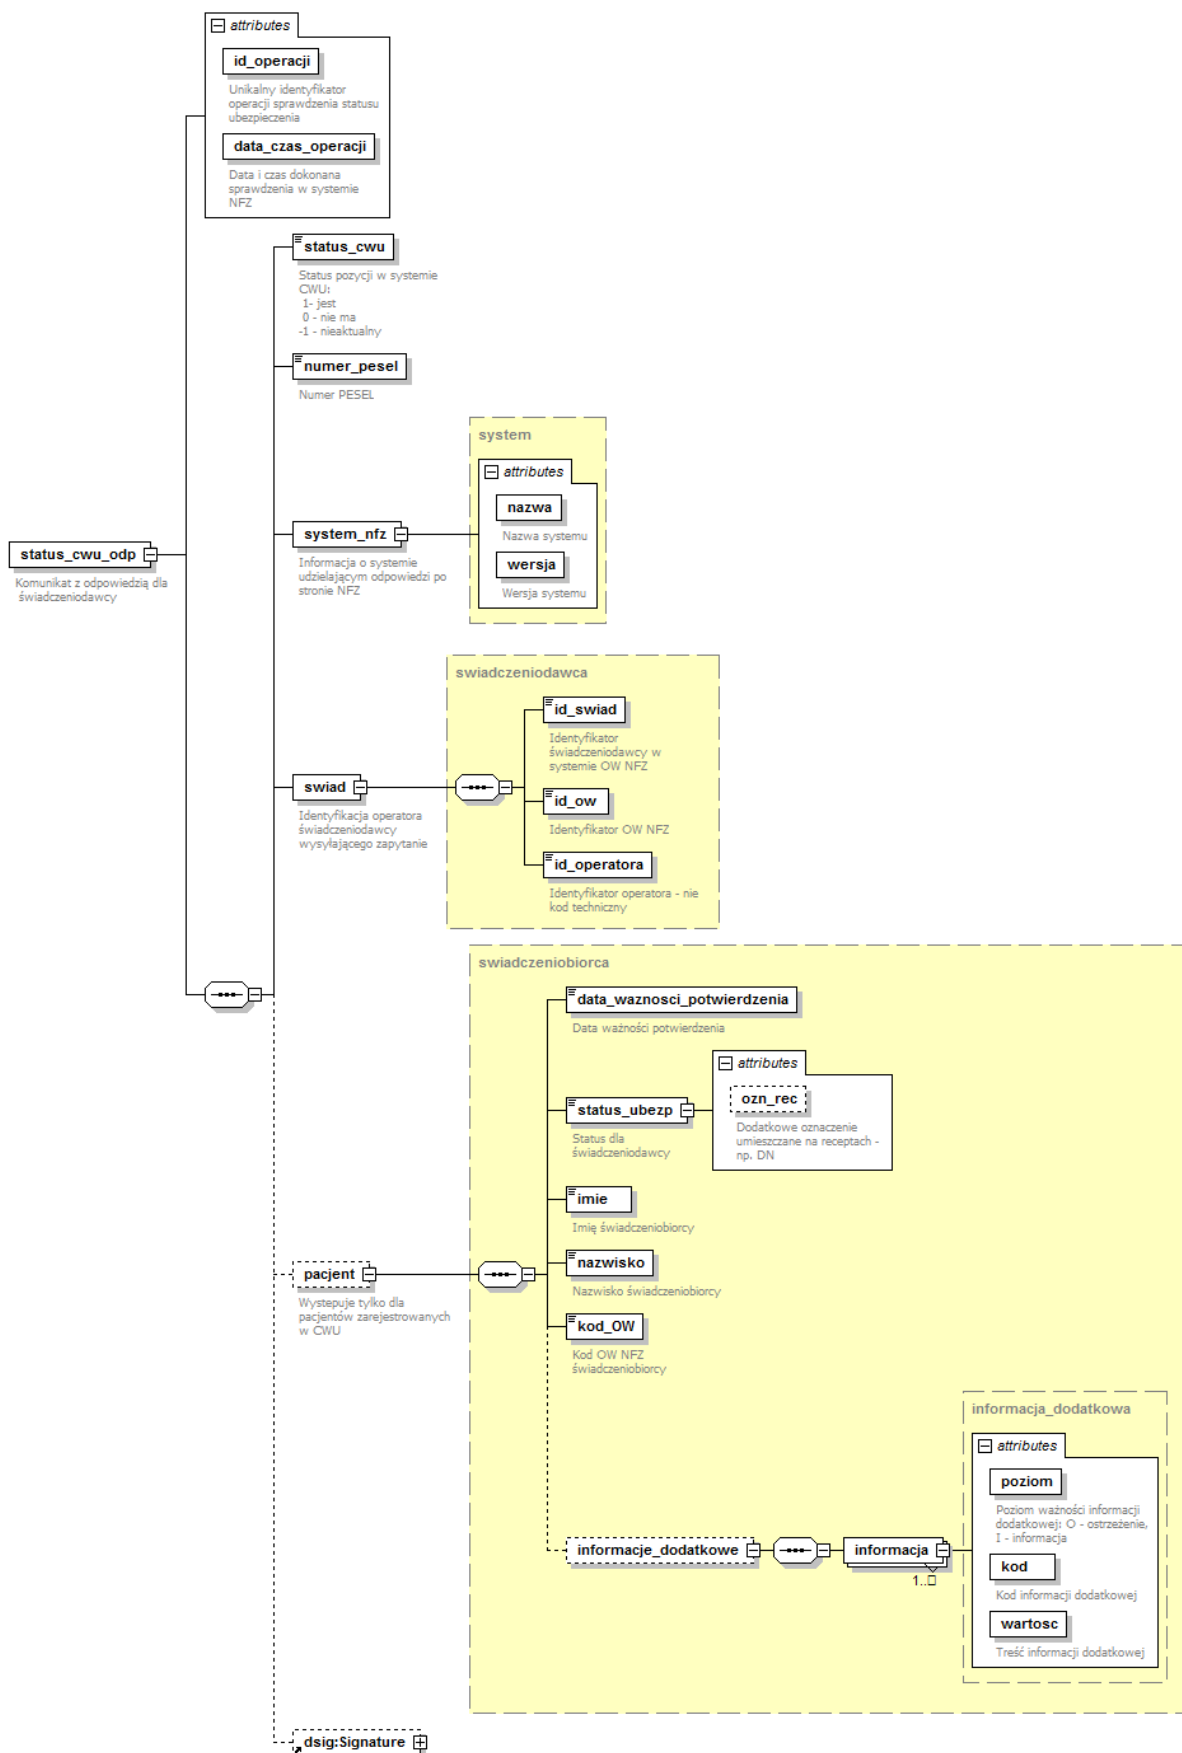 attributes
id_operacji
Unikalny identyfikator
operacji sprawdzenia statusu
ubezpieczenia
data_czas_operacji
Data i czas dokonana
sprawdzenia w systemie
NFZ
status_cwu
Status pozycji w systemie
CWU:
1- jest
0 - nie ma
-1 - nieaktualny
numer_pesel
Numer PESEL
system
attributes
nazwa
Nazwa systemu
wersja
Wersja systemu
system_nfz
Informacja o systemie
udzielającym odpowiedzi po
stronie NFZ
status_cwu_odp
Komunikat z odpowiedzią dla
świadczeniodawcy
swiadczeniodawca
id_swiad
Identyfikator
świadczeniodawcy w
systemie OW NFZ
swiad
Identyfikacja operatora
świadczeniodawcy
wysyłającego zapytanie
id_ow
Identyfikator OW NFZ
id_operatora
Identyfikator operatora - nie
kod techniczny
swiadczeniobiorca
data_waznosci_potwierdzenia
Data ważności potwierdzenia
attributes
status_ubezp
Status dla
świadczeniodawcy
ozn_rec
Dodatkowe oznaczenie
umieszczane na receptach -
np. DN
imie
Imię świadczeniobiorcy
nazwisko
Nazwisko świadczeniobiorcy
pacjent
Wystepuje tylko dla
pacjentów zarejestrowanych
w CWU
kod_OW
Kod OW NFZ
świadczeniobiorcy
informacja_dodatkowa
attributes
poziom
Poziom ważności informacji
dodatkowej: O - ostrzeżenie,
I - informacja
informacje_dodatkowe
informacja
1..□
kod
Kod informacji dodatkowej
wartosc
Treść informacji dodatkowej
dsig:Signature